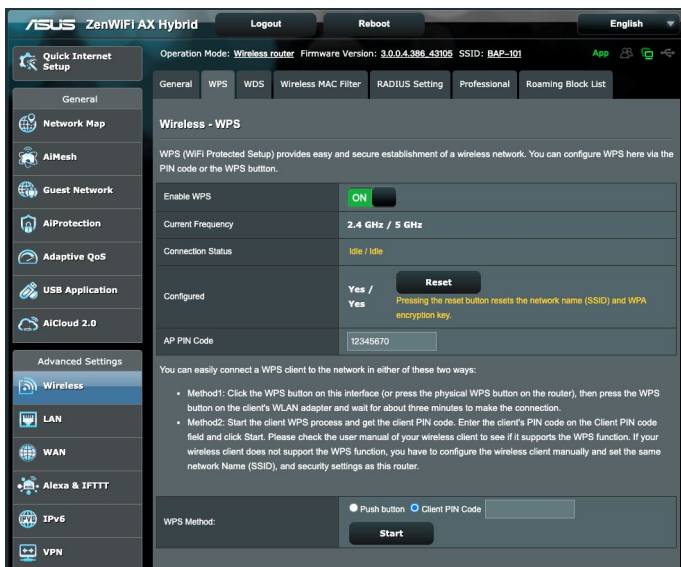 ASUS ZenWiFi AX Hybrid Logout Reboot English
Quick Internet
Setup
General
Network Map
AiMesh
Guest Network
AiProtection
Adaptive QoS
USB Application
AiCloud 2.0
Advanced Settings
Wireless
LAN
WAN
Alexa & IFTTT
IPv6
VPN
Operation Mode: Wireless router Firmware Version: 3.0.0.4.386_43105 SSID: BAP-101 App
General WPS WDS Wireless MAC Filter RADIUS Setting Professional Roaming Block List
Wireless - WPS
WPS (WiFi Protected Setup) provides easy and secure establishment of a wireless network. You can configure WPS here via the
PIN code or the WPS buttton.
Enable WPS ON
Current Frequency 2.4 GHz / 5 GHz
Connection Status Idle / Idle
Configured Yes /
Yes
Reset
Pressing the reset button resets the network name (SSID) and WPA
encryption key.
AP PIN Code 12345670
You can easily connect a WPS client to the network in either of these two ways:
• Method1: Click the WPS button on this interface (or press the physical WPS button on the router), then press the WPS
button on the client's WLAN adapter and wait for about three minutes to make the connection.
• Method2: Start the client WPS process and get the client PIN code. Enter the client's PIN code on the Client PIN code
field and click Start. Please check the user manual of your wireless client to see if it supports the WPS function. If your
wireless client does not support the WPS function, you have to configure the wireless client manually and set the same
network Name (SSID), and security settings as this router.
WPS Method: Push button Client PIN Code
Start